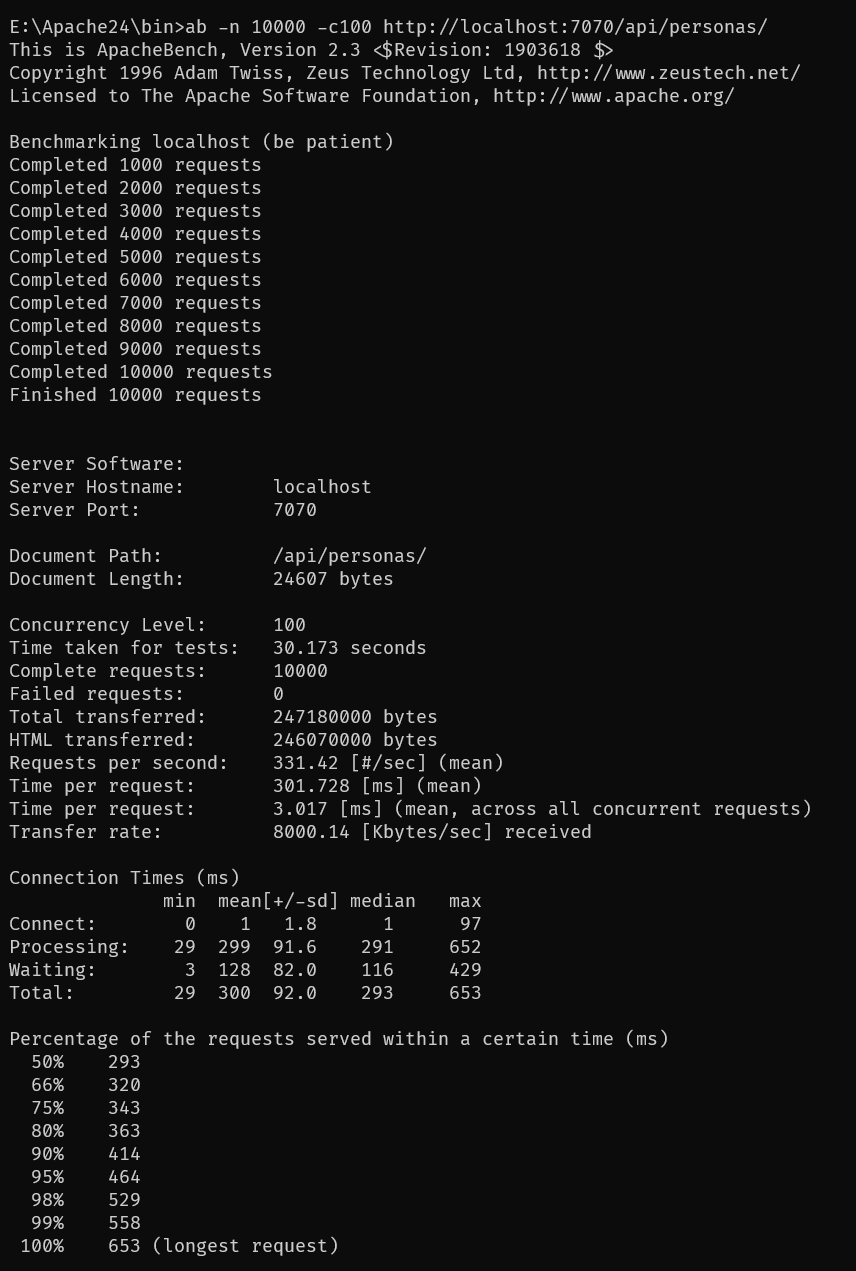 E:\Apache24\bin>ab -n 10000 -c100 http://localhost:7070/api/personas/
This is ApacheBench, Version 2.3 <$Revision: 1903618 $>
Copyright 1996 Adam Twiss, Zeus Technology Ltd, http://www.zeustech.net/
Licensed to The Apache Software Foundation, http://www.apache.org/

Benchmarking localhost (be patient)
Completed 1000 requests
Completed 2000 requests
Completed 3000 requests
Completed 4000 requests
Completed 5000 requests
Completed 6000 requests
Completed 7000 requests
Completed 8000 requests
Completed 9000 requests
Completed 10000 requests
Finished 10000 requests


Server Software:
Server Hostname:        localhost
Server Port:            7070

Document Path:          /api/personas/
Document Length:        24607 bytes

Concurrency Level:      100
Time taken for tests:   30.173 seconds
Complete requests:      10000
Failed requests:        0
Total transferred:      247180000 bytes
HTML transferred:       246070000 bytes
Requests per second:    331.42 [#/sec] (mean)
Time per request:       301.728 [ms] (mean)
Time per request:       3.017 [ms] (mean, across all concurrent requests)
Transfer rate:          8000.14 [Kbytes/sec] received

Connection Times (ms)
              min  mean[+/-sd] median   max
Connect:        0    1   1.8      1      97
Processing:    29  299  91.6    291     652
Waiting:        3  128  82.0    116     429
Total:         29  300  92.0    293     653

Percentage of the requests served within a certain time (ms)
  50%    293
  66%    320
  75%    343
  80%    363
  90%    414
  95%    464
  98%    529
  99%    558
 100%    653 (longest request)